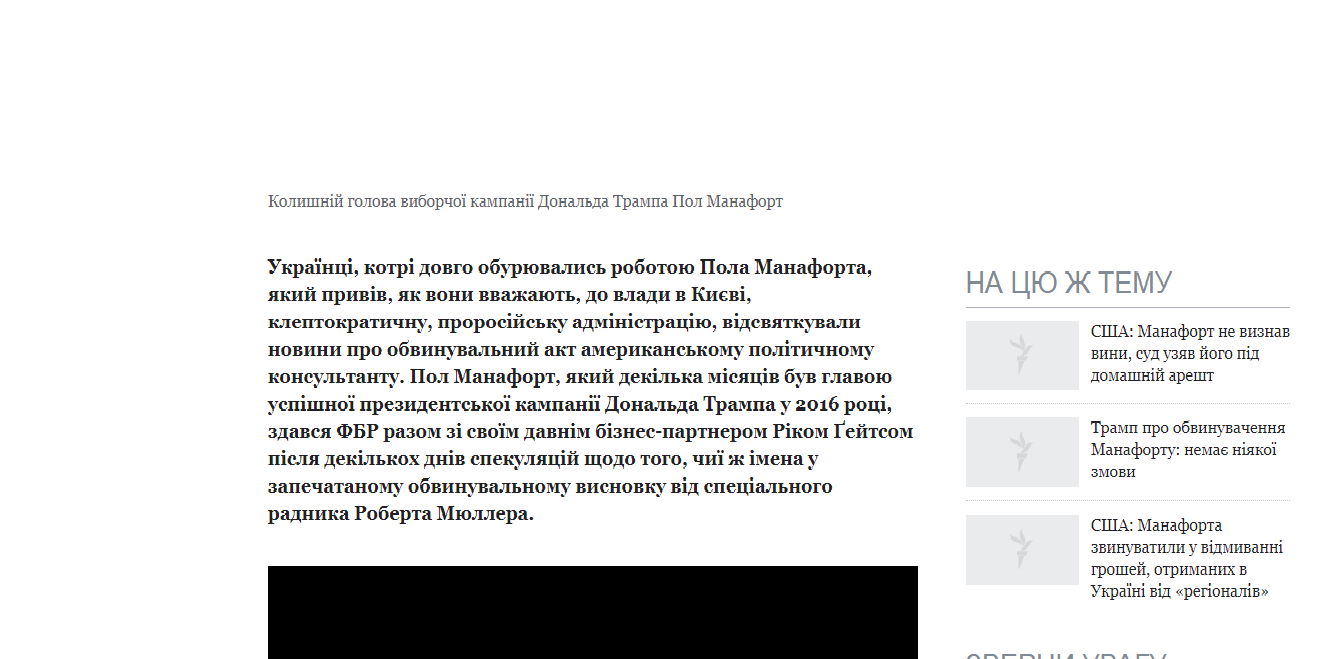 Колишній голова виборчої кампанії Дональда Трампа Пол Манафорт
Українці, котрі довго обурювались роботою Пола Манафорта,
який привів, як вони вважають, до влади в Києві,
клептократичну, проросійську адміністрацію, відсвяткували
новини про обвинувальний акт американському політичному
консультанту. Пол Манафорт, який декілька місяців був главою
успішної президентської кампанії Дональда Трампа у 2016 році,
здався ФБР разом зі своїм давнім бізнес-партнером Ріком Ґейтсом
після декількох днів спекуляцій щодо того, чиї ж імена у
запечатаному обвинувальному висновку від спеціального
радника Роберта Мюллера.
НА ЦЮ Ж ТЕМУ
США: Манафорт не визнав
вини, суд узяв його під
домашній арешт
Трамп про обвинувачення
Манафорту: немає ніякої
змови
США: Манафорта
звинуватили у відмиванні
грошей, отриманих в
Україні від «регіоналів»
ЗВЕРНИ УВАГУ